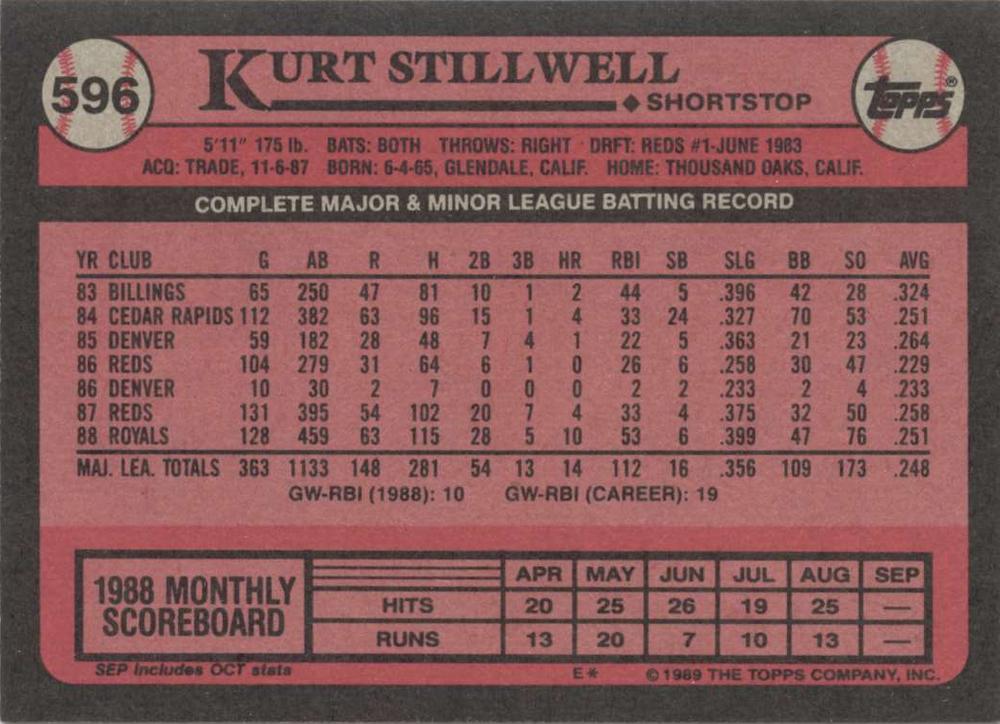 596
KURT STILLWELL
◆ SHORTSTOP
TOPPS®
5'11" 175 lb. BATS: BOTH THROWS: RIGHT DRFT: REDS #1-JUNE 1983
ACQ: TRADE, 11-6-87 BORN: 6-4-65, GLENDALE, CALIF. HOME: THOUSAND OAKS, CALIF.
COMPLETE MAJOR & MINOR LEAGUE BATTING RECORD
YR CLUB G AB R H 2B 3B HR RBI SB SLG BB SO AVG
83 BILLINGS 65 250 47 81 10 1 2 44 5 .396 42 28 .324
84 CEDAR RAPIDS 112 382 63 96 15 1 4 33 24 .327 70 53 .251
85 DENVER 59 182 28 48 7 4 1 22 5 .363 21 23 .264
86 REDS 104 279 31 64 6 1 0 26 6 .258 30 47 .229
86 DENVER 10 30 2 7 0 0 0 2 2 .233 2 4 .233
87 REDS 131 395 54 102 20 7 4 33 4 .375 32 50 .258
88 ROYALS 128 459 63 115 28 5 10 53 6 .399 47 76 .251
MAJ. LEA. TOTALS 363 1133 148 281 54 13 14 112 16 .356 109 173 .248
GW-RBI (1988): 10 GW-RBI (CAREER): 19
1988 MONTHLY
SCOREBOARD
APR MAY JUN JUL AUG SEP
HITS 20 25 26 19 25 —
RUNS 13 20 7 10 13 —
SEP includes OCT stats
E* © 1989 THE TOPPS COMPANY, INC.